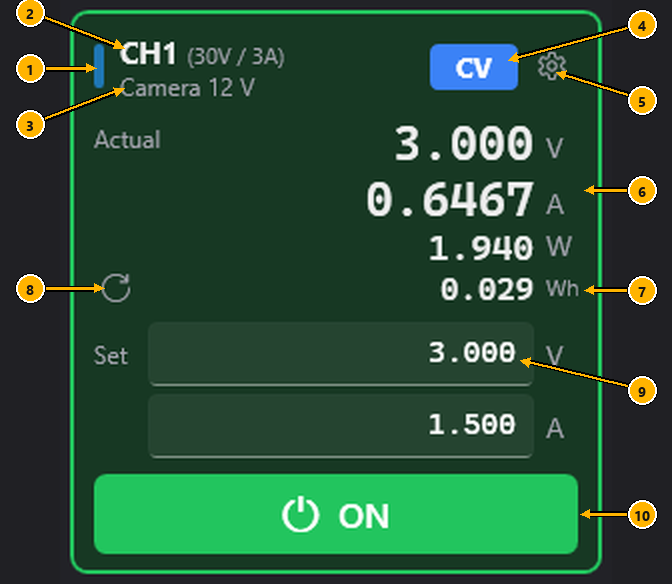 2
4
CH1 (30V / 3A)
CV
1
Camera 12 V
3
5
Actual
3.000 V
0.6467 A
6
1.940 W
8
0.029 Wh
7
Set
3.000 V
9
1.500 A
ON
10